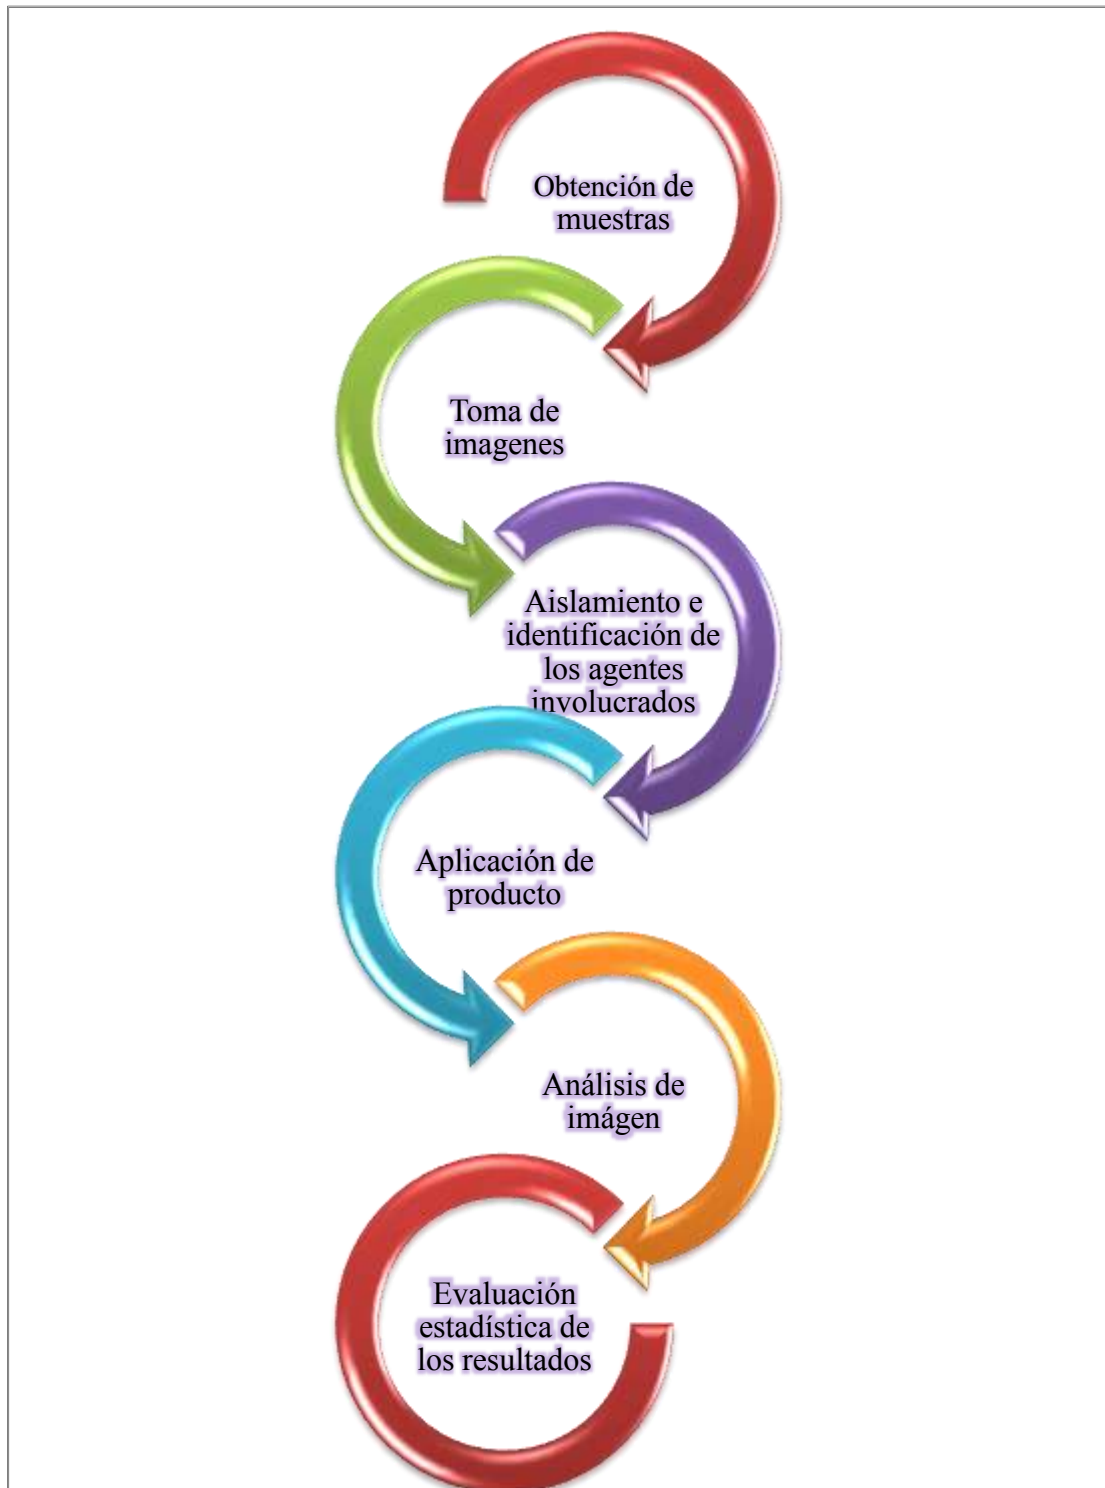 Obtención de
muestras
Toma de
imagenes
Aislamiento e
identificación de
los agentes
involucrados
Aplicación de
producto
Análisis de
imágen
Evaluación
estadística de
los resultados